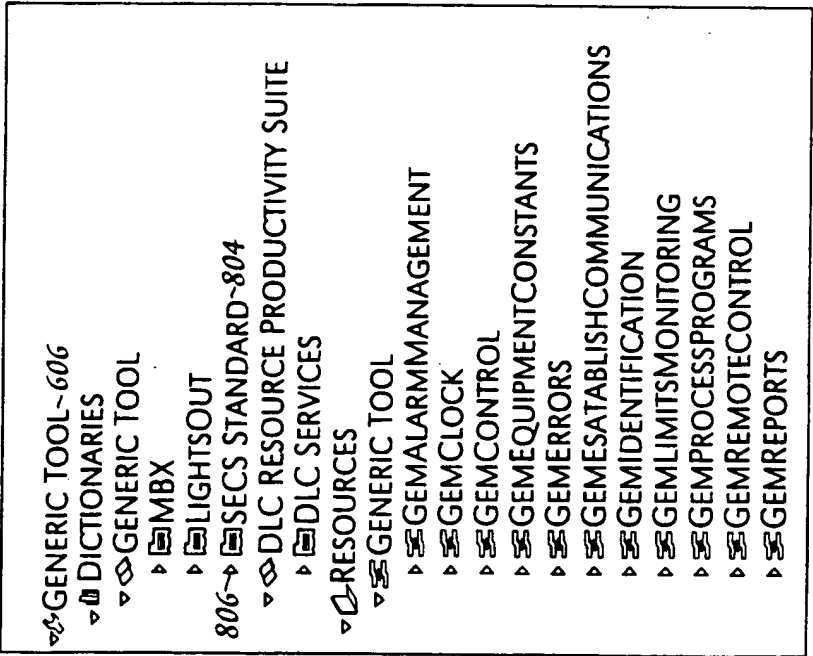 GENERIC TOOL~606
DICTIONARIES
GENERIC TOOL
MBX
LIGHTSOUT
806~ SECS STANDARD~804
DLC RESOURCE PRODUCTIVITY SUITE
DLC SERVICES
RESOURCES
GENERIC TOOL
GEMALARMMANAGEMENT
GEMCLOCK
GEMCONTROL
GEMEQUIPMENTCONSTANTS
GEMERRORS
GEMESATABLISHCOMMUNICATIONS
GEMIDENTIFICATION
GEMLIMITSMONITORING
GEMPROCESSPROGRAMS
GEMREMOTECONTROL
GEMREPORTS